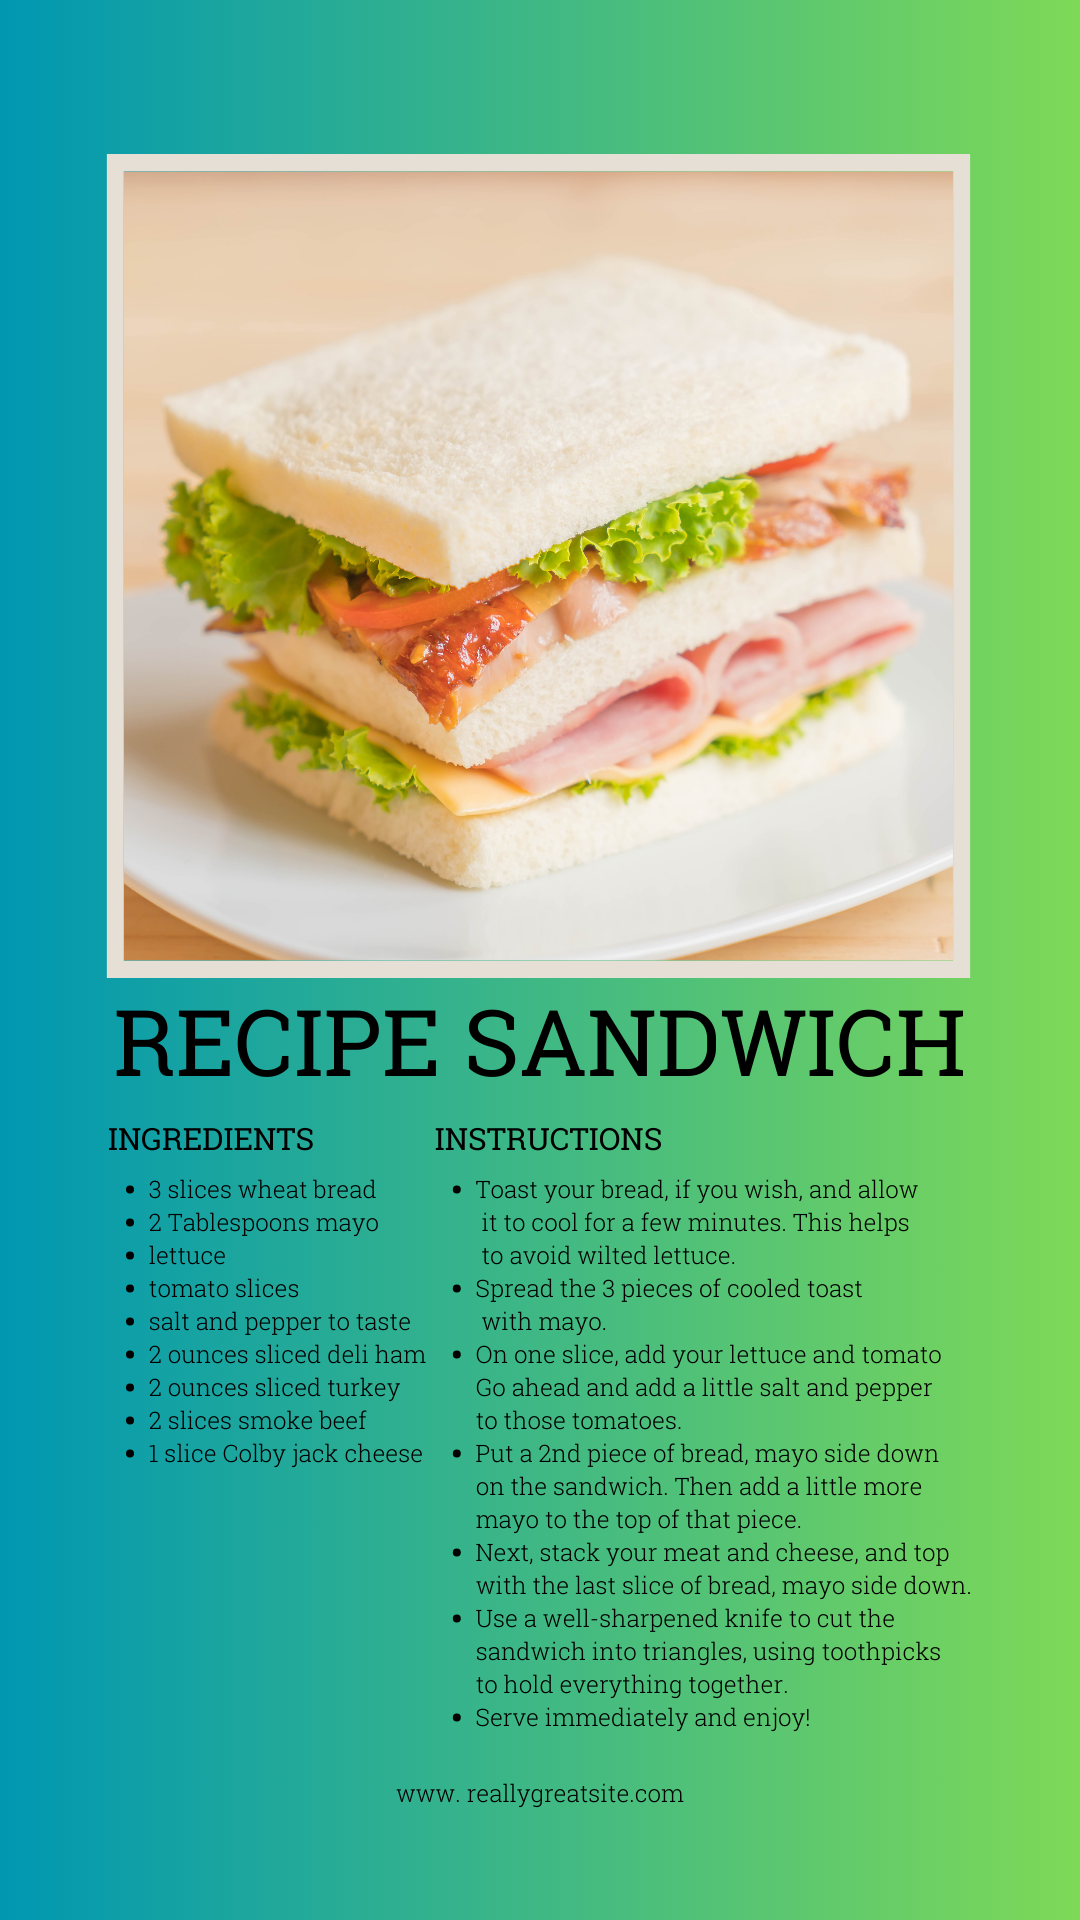 RECIPE SANDWICH
INGREDIENTS
• 3 slices wheat bread
• 2 Tablespoons mayo
• lettuce
• tomato slices
• salt and pepper to taste
• 2 ounces sliced deli ham
• 2 ounces sliced turkey
• 2 slices smoke beef
• 1 slice Colby jack cheese
INSTRUCTIONS
• Toast your bread, if you wish, and allow
it to cool for a few minutes. This helps
to avoid wilted lettuce.
• Spread the 3 pieces of cooled toast
with mayo.
• On one slice, add your lettuce and tomato
Go ahead and add a little salt and pepper
to those tomatoes.
• Put a 2nd piece of bread, mayo side down
on the sandwich. Then add a little more
mayo to the top of that piece.
• Next, stack your meat and cheese, and top
with the last slice of bread, mayo side down.
• Use a well-sharpened knife to cut the
sandwich into triangles, using toothpicks
to hold everything together.
• Serve immediately and enjoy!
www. reallygreatsite.com